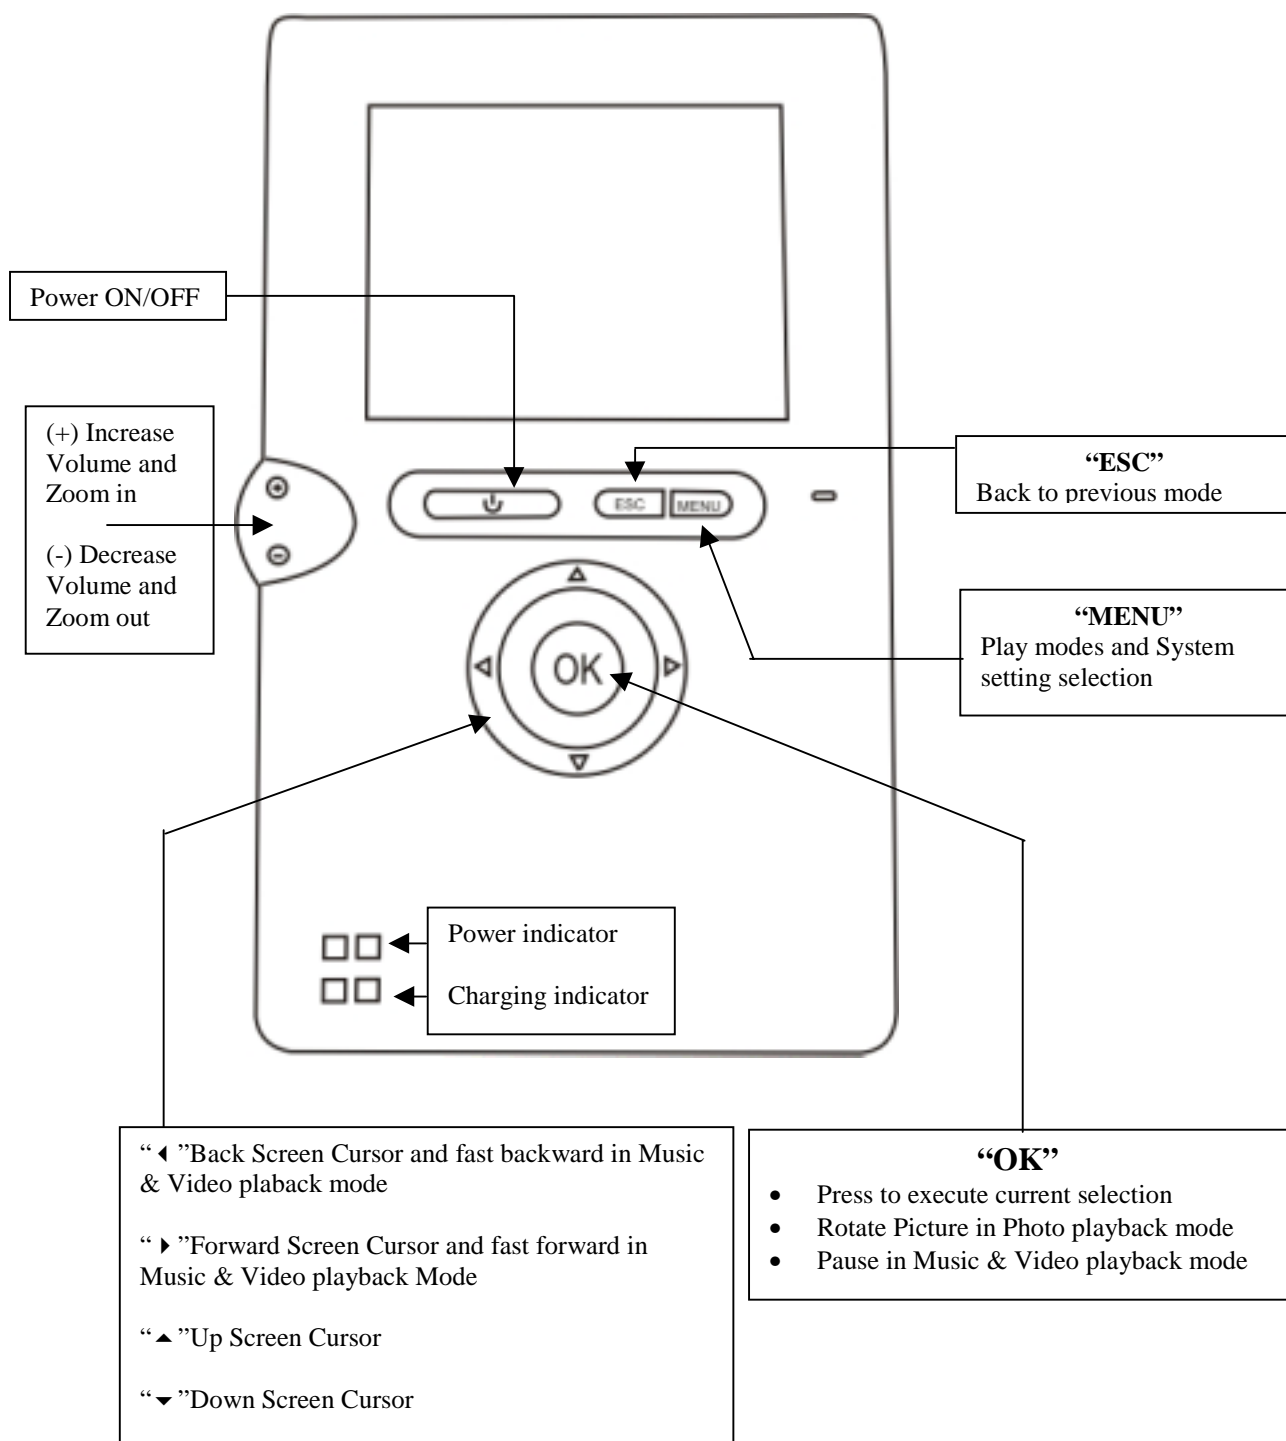 Power ON/OFF
(+) Increase
Volume and
Zoom in
(-) Decrease
Volume and
Zoom out
ESC
MENU
“ESC”
Back to previous mode
“MENU”
Play modes and System
setting selection
OK
Power indicator
Charging indicator
“◂”Back Screen Cursor and fast backward in Music
& Video plaback mode
“▸”Forward Screen Cursor and fast forward in
Music & Video playback Mode
“▴”Up Screen Cursor
“▾”Down Screen Cursor
“OK”
• Press to execute current selection
• Rotate Picture in Photo playback mode
• Pause in Music & Video playback mode